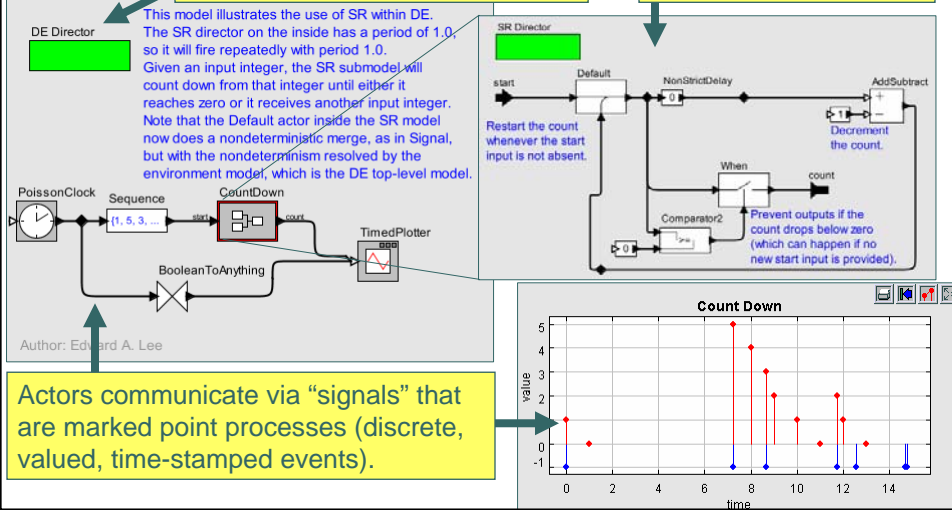 This model illustrates the use of SR within DE.
The SR director on the inside has a period of 1.0,
so it will fire repeatedly with period 1.0.
Given an input integer, the SR submodel will
count down from that integer until either it
reaches zero or it receives another input integer.
Note that the Default actor inside the SR model
now does a nondeterministic merge, as in Signal,
but with the nondeterminism resolved by the
environment model, which is the DE top-level model.
DE Director
PoissonClock
Sequence
{1, 5, 3, ...
start
CountDown
count
TimedPlotter
BooleanToAnything
Author: Edward A. Lee
SR Director
start
Default
NonStrictDelay
0
AddSubtract
+
−
1
Decrement
the count.
Restart the count
whenever the start
input is not absent.
When
count
Comparator2
>=
0
Prevent outputs if the
count drops below zero
(which can happen if no
new start input is provided).
Actors communicate via “signals” that
are marked point processes (discrete,
valued, time-stamped events).
Count Down
value
5
4
3
2
1
0
-1
0 2 4 6 8 10 12 14
time